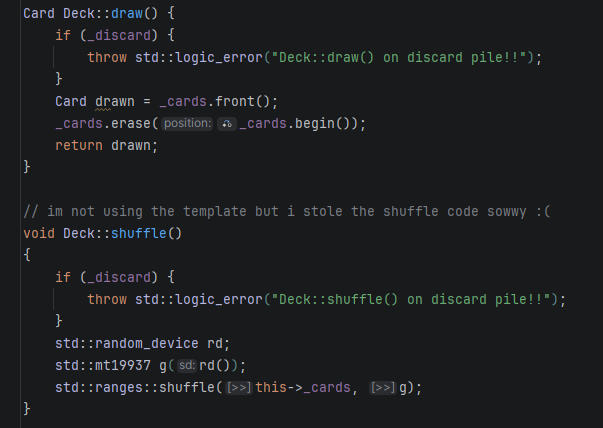 Card Deck::draw() {
    if (_discard) {
        throw std::logic_error("Deck::draw() on discard pile!!");
    }
    Card drawn = _cards.front();
    _cards.erase(position: _cards.begin());
    return drawn;
}

// im not using the template but i stole the shuffle code sowwy :(
void Deck::shuffle()
{
    if (_discard) {
        throw std::logic_error("Deck::shuffle() on discard pile!!");
    }
    std::random_device rd;
    std::mt19937 g(sd: rd());
    std::ranges::shuffle([>>] this->_cards, [>>] g);
}